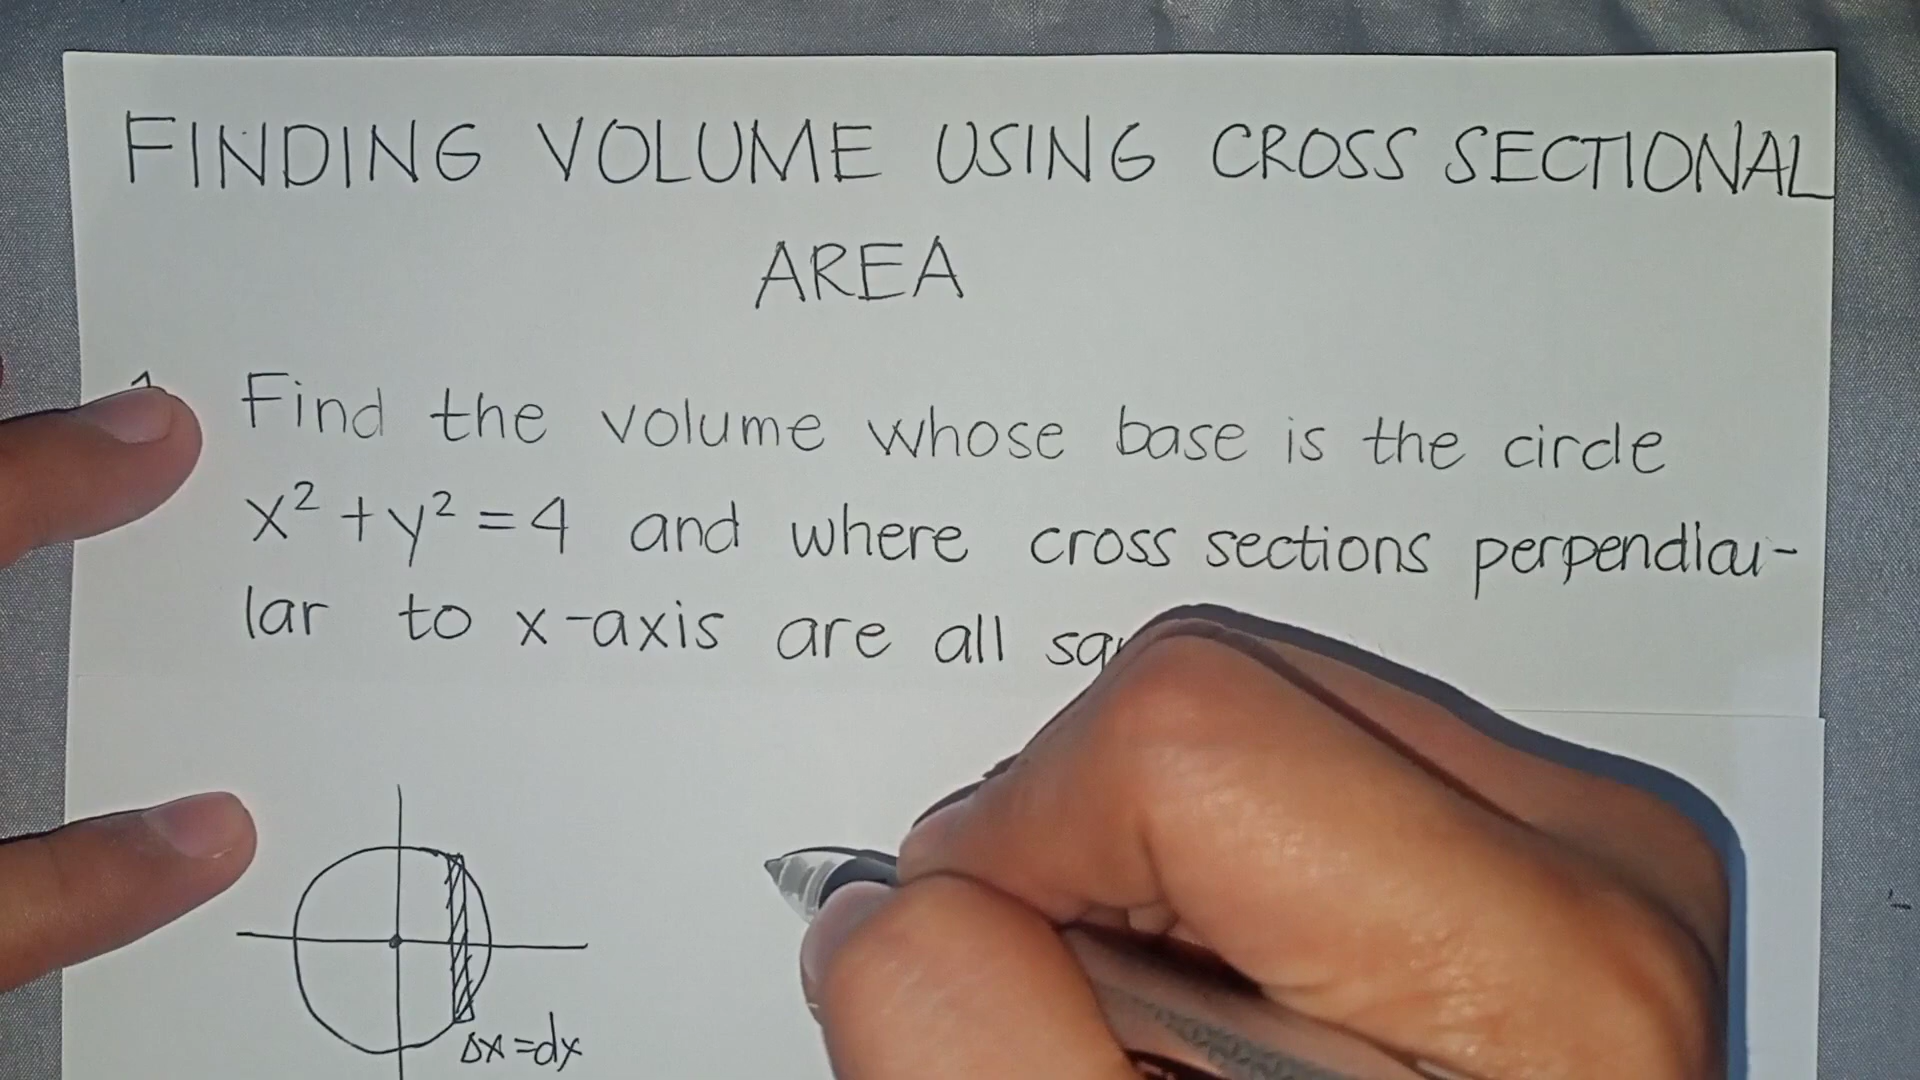 FINDING VOLUME USING CROSS SECTIONAL
AREA
Find the volume whose base is the circle
x² + y² = 4 and where cross sections perpendicu-
lar to x-axis are all
Δx = dx